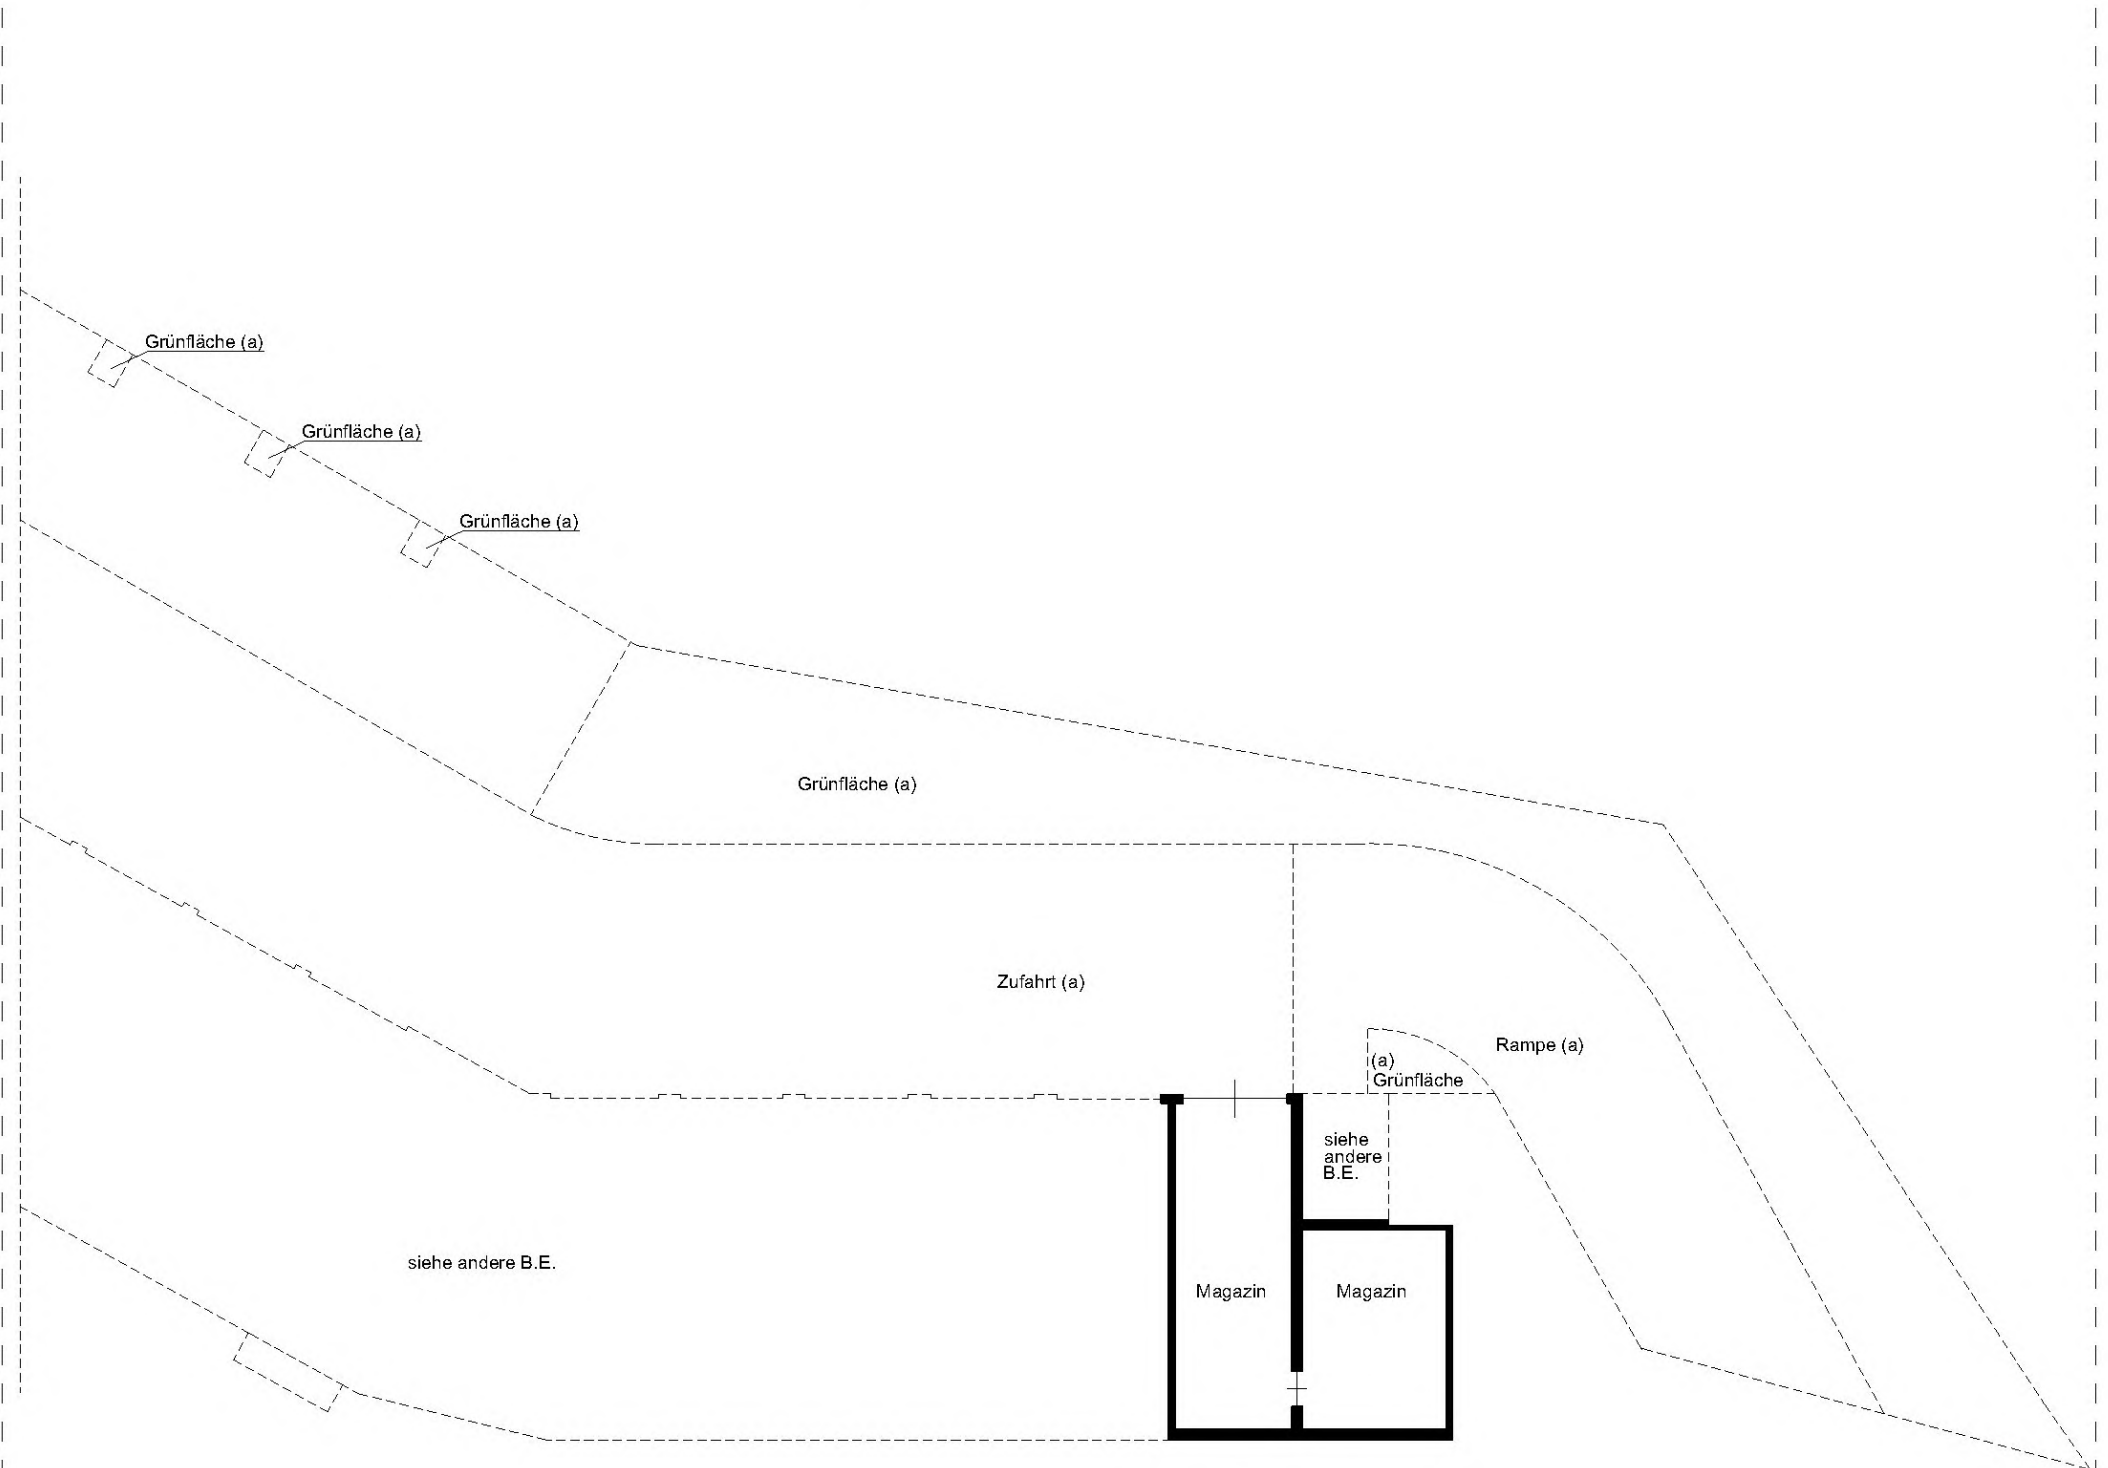 Grünfläche (a)
Grünfläche (a)
Grünfläche (a)
Grünfläche (a)
Zufahrt (a)
Rampe (a)
(a)
Grünfläche
siehe
andere
B.E.
siehe andere B.E.
Magazin
Magazin